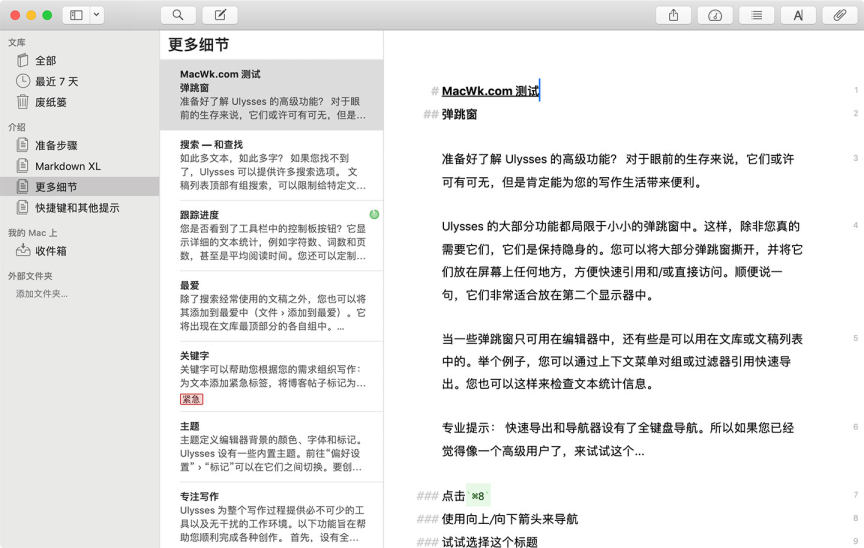 文库
全部
最近 7 天
废纸篓
介绍
准备步骤
Markdown XL
更多细节
快捷键和其他提示
我的 Mac 上
收件箱
外部文件夹
添加文件夹...
更多细节
MacWk.com 测试
弹跳窗
准备好了解 Ulysses 的高级功能？ 对于眼
前的生存来说，它们或许可有可无，但是...
搜索 — 和查找
如此多文本，如此多字？ 如果您找不到
了，Ulysses 可以提供许多搜索选项。 文
稿列表顶部有组搜索，可以限制给特定文...
跟踪进度
您是否看到了工具栏中的控制板按钮？它显
示详细的文本统计，例如字符数、词数和页
数，甚至是平均阅读时间。您还可以定制...
最爱
除了搜索经常使用的文稿之外，您也可以将
其添加到最爱中（文件 › 添加到最爱）。它
将出现在文库最顶部的各自组中。...
关键字
关键字可以帮助您根据您的需求组织写作：
为文本添加紧急标签，将博客帖子标记为...
紧急
主题
主题定义编辑器背景的颜色、字体和标记。
Ulysses 设有一些内置主题。前往“偏好设
置” › “标记”可以在它们之间切换。要创...
专注写作
Ulysses 为整个写作过程提供必不可少的工
具以及无干扰的工作环境。以下功能旨在帮
助您顺利完成各种创作。 首先，设有全...
A
# MacWk.com 测试 1
## 弹跳窗 2
准备好了解 Ulysses 的高级功能？ 对于眼前的生存来说，它们或许 3
可有可无，但是肯定能为您的写作生活带来便利。
Ulysses 的大部分功能都局限于小小的弹跳窗中。这样，除非您真的 4
需要它们，它们是保持隐身的。您可以将大部分弹跳窗撕开，并将它
们放在屏幕上任何地方，方便快速引用和/或直接访问。顺便说一
句，它们非常适合放在第二个显示器中。
当一些弹跳窗只可用在编辑器中，还有些是可以用在文库或文稿列表 5
中的。举个例子，您可以通过上下文菜单对组或过滤器引用快速导
出。您也可以这样来检查文本统计信息。
专业提示： 快速导出和导航器设有了全键盘导航。所以如果您已经 6
觉得像一个高级用户了，来试试这个...
### 点击 ⌘8 7
### 使用向上/向下箭头来导航 8
### 试试选择这个标题 9